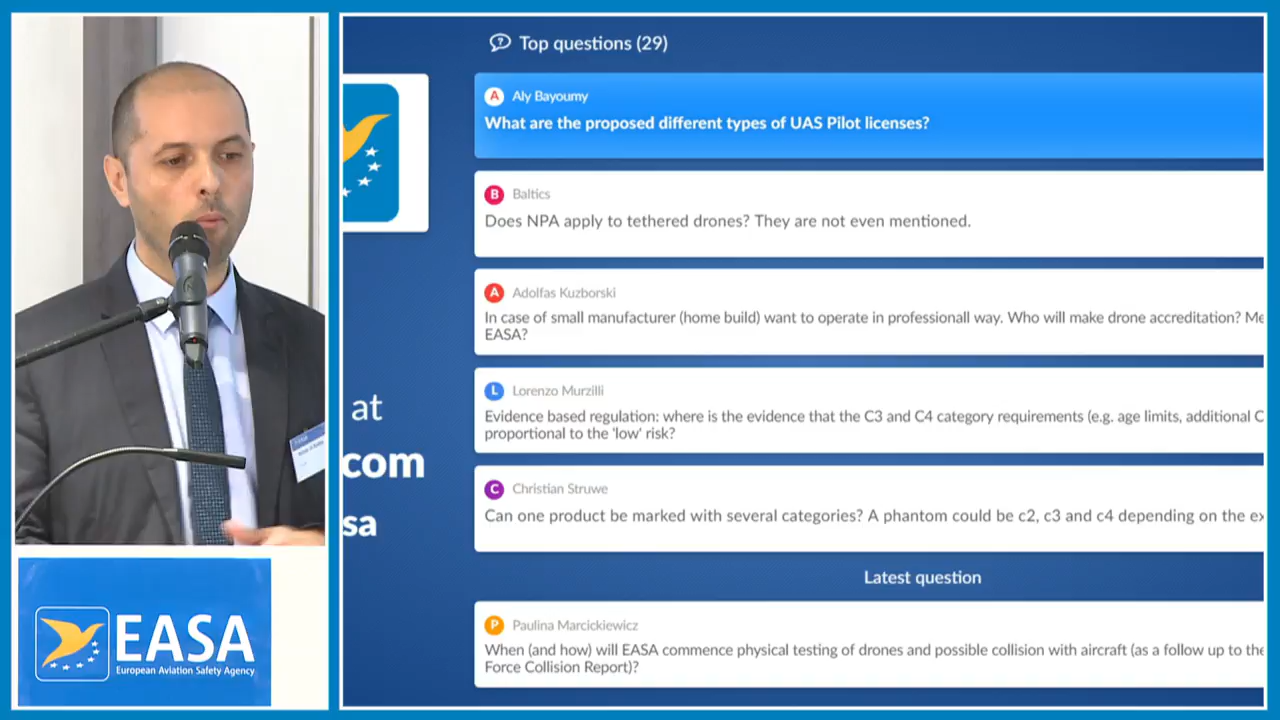 Top questions (29)
A Aly Bayoumy
What are the proposed different types of UAS Pilot licenses?
B Baltics
Does NPA apply to tethered drones? They are not even mentioned.
A Adolfas Kuzborski
In case of small manufacturer (home build) want to operate in professionall way. Who will make drone accreditation? Me
EASA?
L Lorenzo Murzilli
Evidence based regulation: where is the evidence that the C3 and C4 category requirements (e.g. age limits, additional C
proportional to the 'low' risk?
C Christian Struwe
Can one product be marked with several categories? A phantom could be c2, c3 and c4 depending on the ex
Latest question
P Paulina Marcickiewicz
When (and how) will EASA commence physical testing of drones and possible collision with aircraft (as a follow up to the
Force Collision Report)?
at
.com
sa
EASA
European Aviation Safety Agency